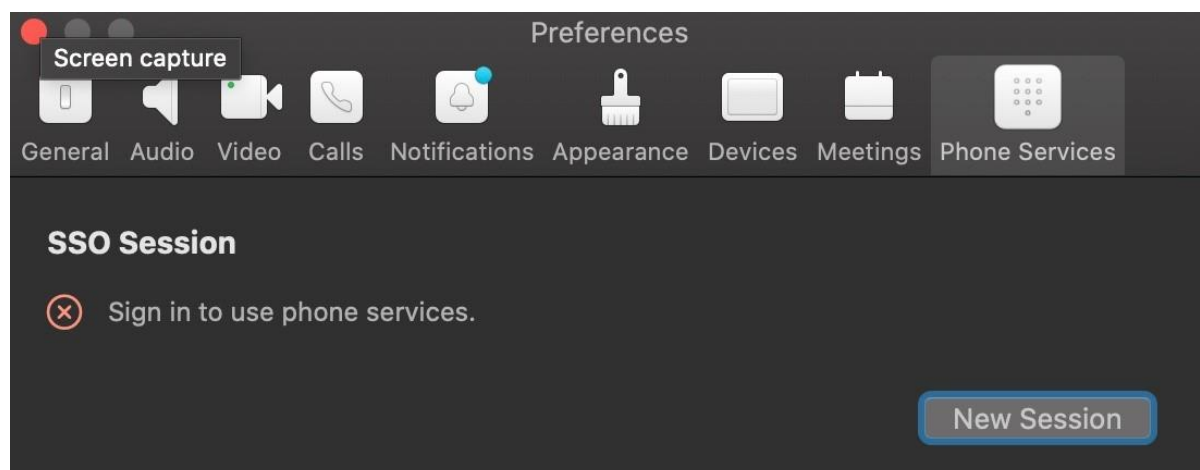 Preferences
Screen capture
General Audio Video Calls Notifications Appearance Devices Meetings Phone Services
SSO Session
Sign in to use phone services.
New Session